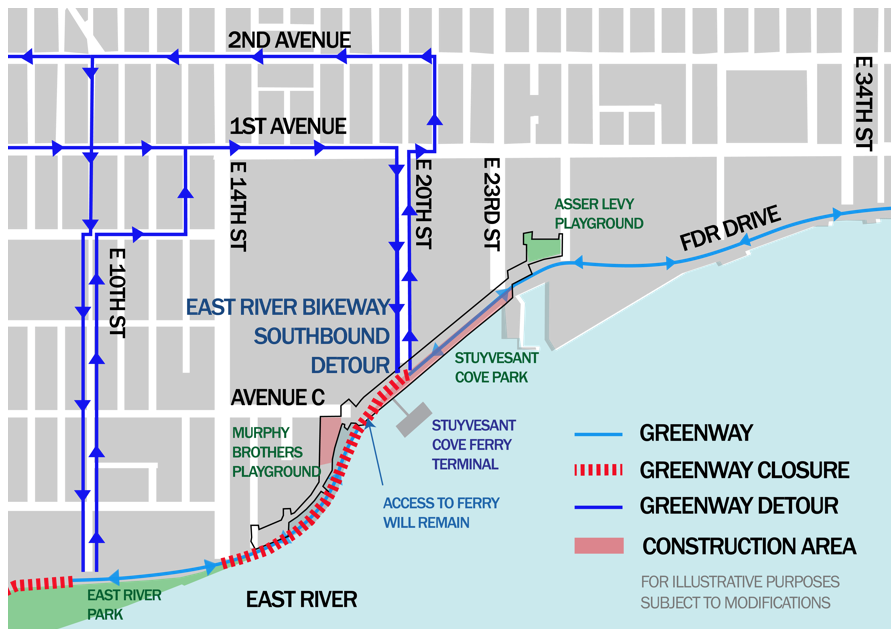 2ND AVENUE
1ST AVENUE
E 34TH ST
E 14TH ST
E 20TH ST
E 23RD ST
ASSER LEVY
PLAYGROUND
FDR DRIVE
E 10TH ST
EAST RIVER BIKEWAY
SOUTHBOUND
DETOUR
STUYVESANT
COVE PARK
AVENUE C
MURPHY
BROTHERS
PLAYGROUND
STUYVESANT
COVE FERRY
TERMINAL
ACCESS TO FERRY
WILL REMAIN
GREENWAY
GREENWAY CLOSURE
GREENWAY DETOUR
CONSTRUCTION AREA
FOR ILLUSTRATIVE PURPOSES
SUBJECT TO MODIFICATIONS
EAST RIVER
PARK
EAST RIVER